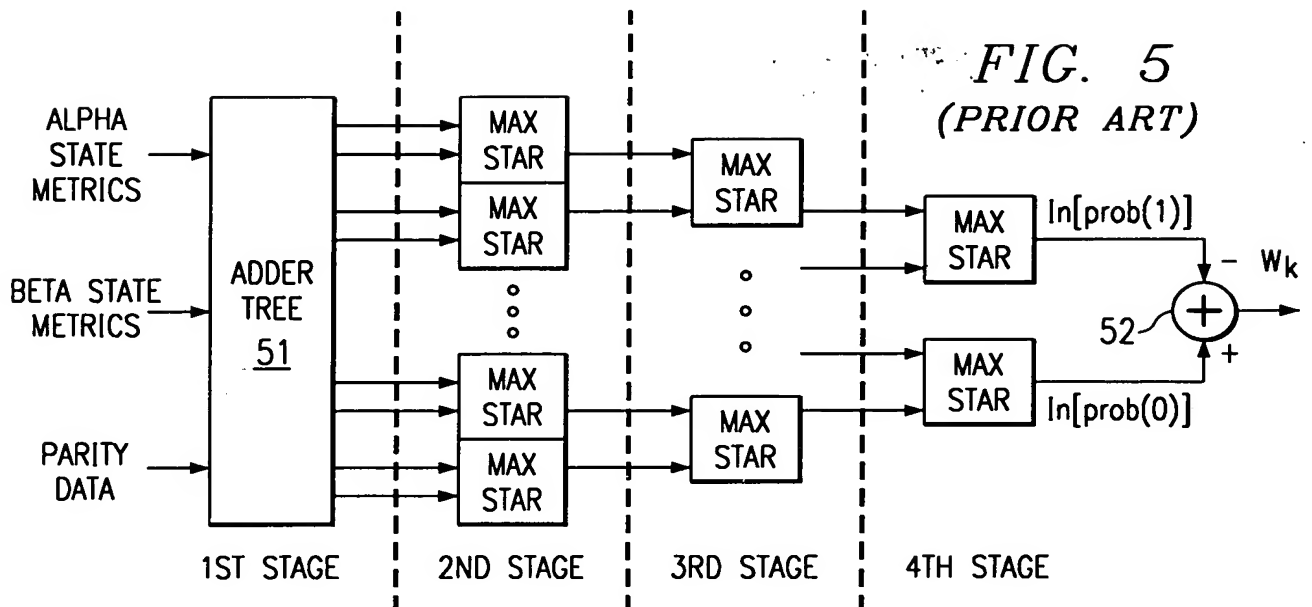 FIG. 5
(PRIOR ART)
ALPHA
STATE
METRICS
BETA STATE
METRICS
PARITY
DATA
ADDER
TREE
51
MAX
STAR
MAX
STAR
MAX
STAR
MAX
STAR
MAX
STAR
MAX
STAR
MAX
STAR
MAX
STAR
In[prob(1)]
In[prob(0)]
-
+
+
52
Wk
1ST STAGE
2ND STAGE
3RD STAGE
4TH STAGE